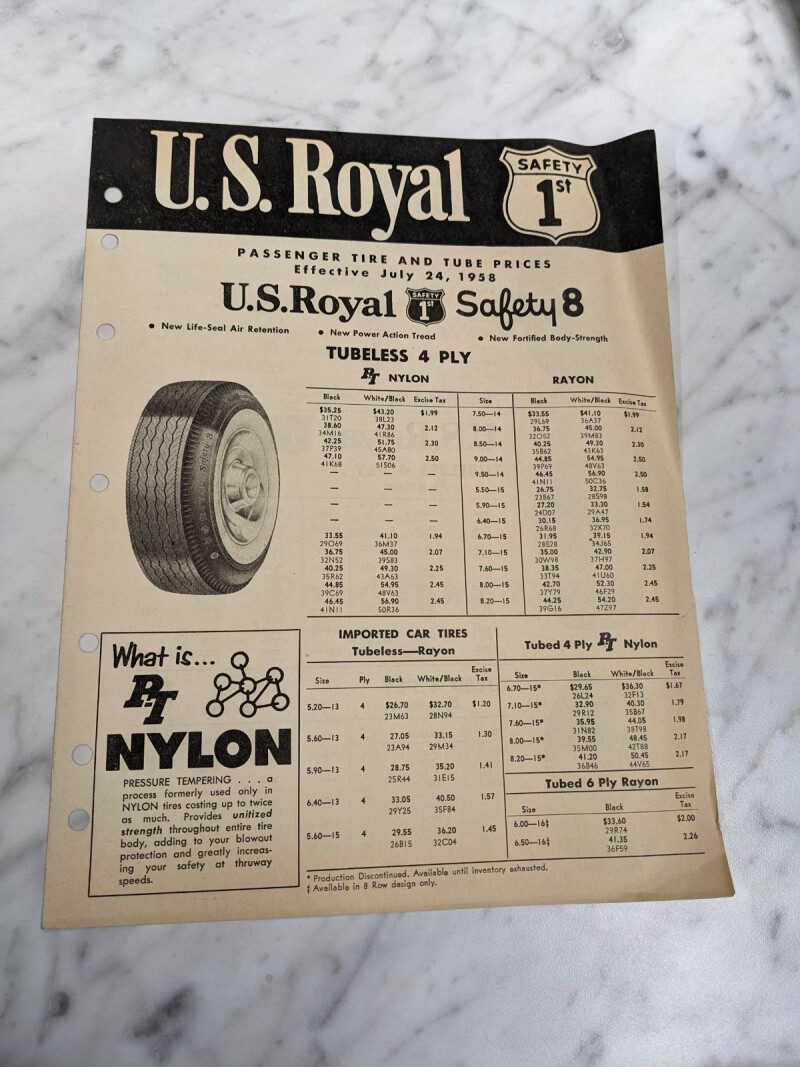 U.S. Royal
SAFETY
1st
PASSENGER TIRE AND TUBE PRICES
Effective July 24, 1958
U.S.Royal SAFETY 1st Safety 8
• New Life-Seal Air Retention • New Power Action Tread • New Fortified Body-Strength
TUBELESS 4 PLY
PT NYLON RAYON
Black White/Black Excise Tax Size Black White/Black Excise Tax
$35.25 $43.20 $1.99 7.50—14 $33.55 $41.10 $1.99
31T20 38L23 29L69 36A37
38.60 47.30 2.12 8.00—14 36.75 45.00 2.12
34M16 41R86 32O52 39M83
42.25 51.75 2.30 8.50—14 40.25 49.30 2.30
37P39 45A80 35B62 43K63
47.10 57.70 2.50 9.00—14 44.85 54.95 2.50
41K68 51S06 39P69 48V63
— — — 9.50—14 46.45 56.90 2.50
41N11 50C36
— — — 5.50—15 26.75 32.75 1.58
23B67 28S98
— — — 5.90—15 27.20 33.30 1.54
24D07 29A47
— — — 6.40—15 30.15 36.95 1.74
26R68 32X70
33.55 41.10 1.94 6.70—15 31.95 39.15 1.94
29O69 36M37 28E28 34J65
36.75 45.00 2.07 7.10—15 35.00 42.90 2.07
32N52 39S83 30W98 37H97
40.25 49.30 2.25 7.60—15 38.35 47.00 2.25
35R62 43A63 33T94 41U60
44.85 54.95 2.45 8.00—15 42.70 52.30 2.45
39C69 48V63 37Y79 46F29
46.45 56.90 2.45 8.20—15 44.25 54.20 2.45
41N11 50R36 39G16 47Z97
What is...
PT
NYLON
PRESSURE TEMPERING . . . a
process formerly used only in
NYLON tires costing up to twice
as much. Provides unitized
strength throughout entire tire
body, adding to your blowout
protection and greatly increas-
ing your safety at thruway
speeds.
IMPORTED CAR TIRES
Tubeless—Rayon
Size Ply Black White/Black Excise Tax
5.20—13 4 $26.70 $32.70 $1.20
23M63 28N94
5.60—13 4 27.05 33.15 1.30
23A94 29M34
5.90—13 4 28.75 35.20 1.41
25R44 31E15
6.40—13 4 33.05 40.50 1.57
29Y25 35F84
5.60—15 4 29.55 36.20 1.45
26B15 32C04
Tubed 4 Ply PT Nylon
Size Black White/Black Excise Tax
6.70—15* $29.65 $36.30 $1.67
26L24 32F13
7.10—15* 32.90 40.30 1.79
29R12 35B67
7.60—15* 35.95 44.05 1.98
31N82 38T98
8.00—15* 39.55 48.45 2.17
35M00 42T88
8.20—15* 41.20 50.45 2.17
36B46 44V65
Tubed 6 Ply Rayon
Size Black Excise Tax
6.00—16‡ $33.60 $2.00
29R74
6.50—16‡ 41.35 2.26
36F59
* Production Discontinued. Available until inventory exhausted.
‡ Available in 8 Row design only.